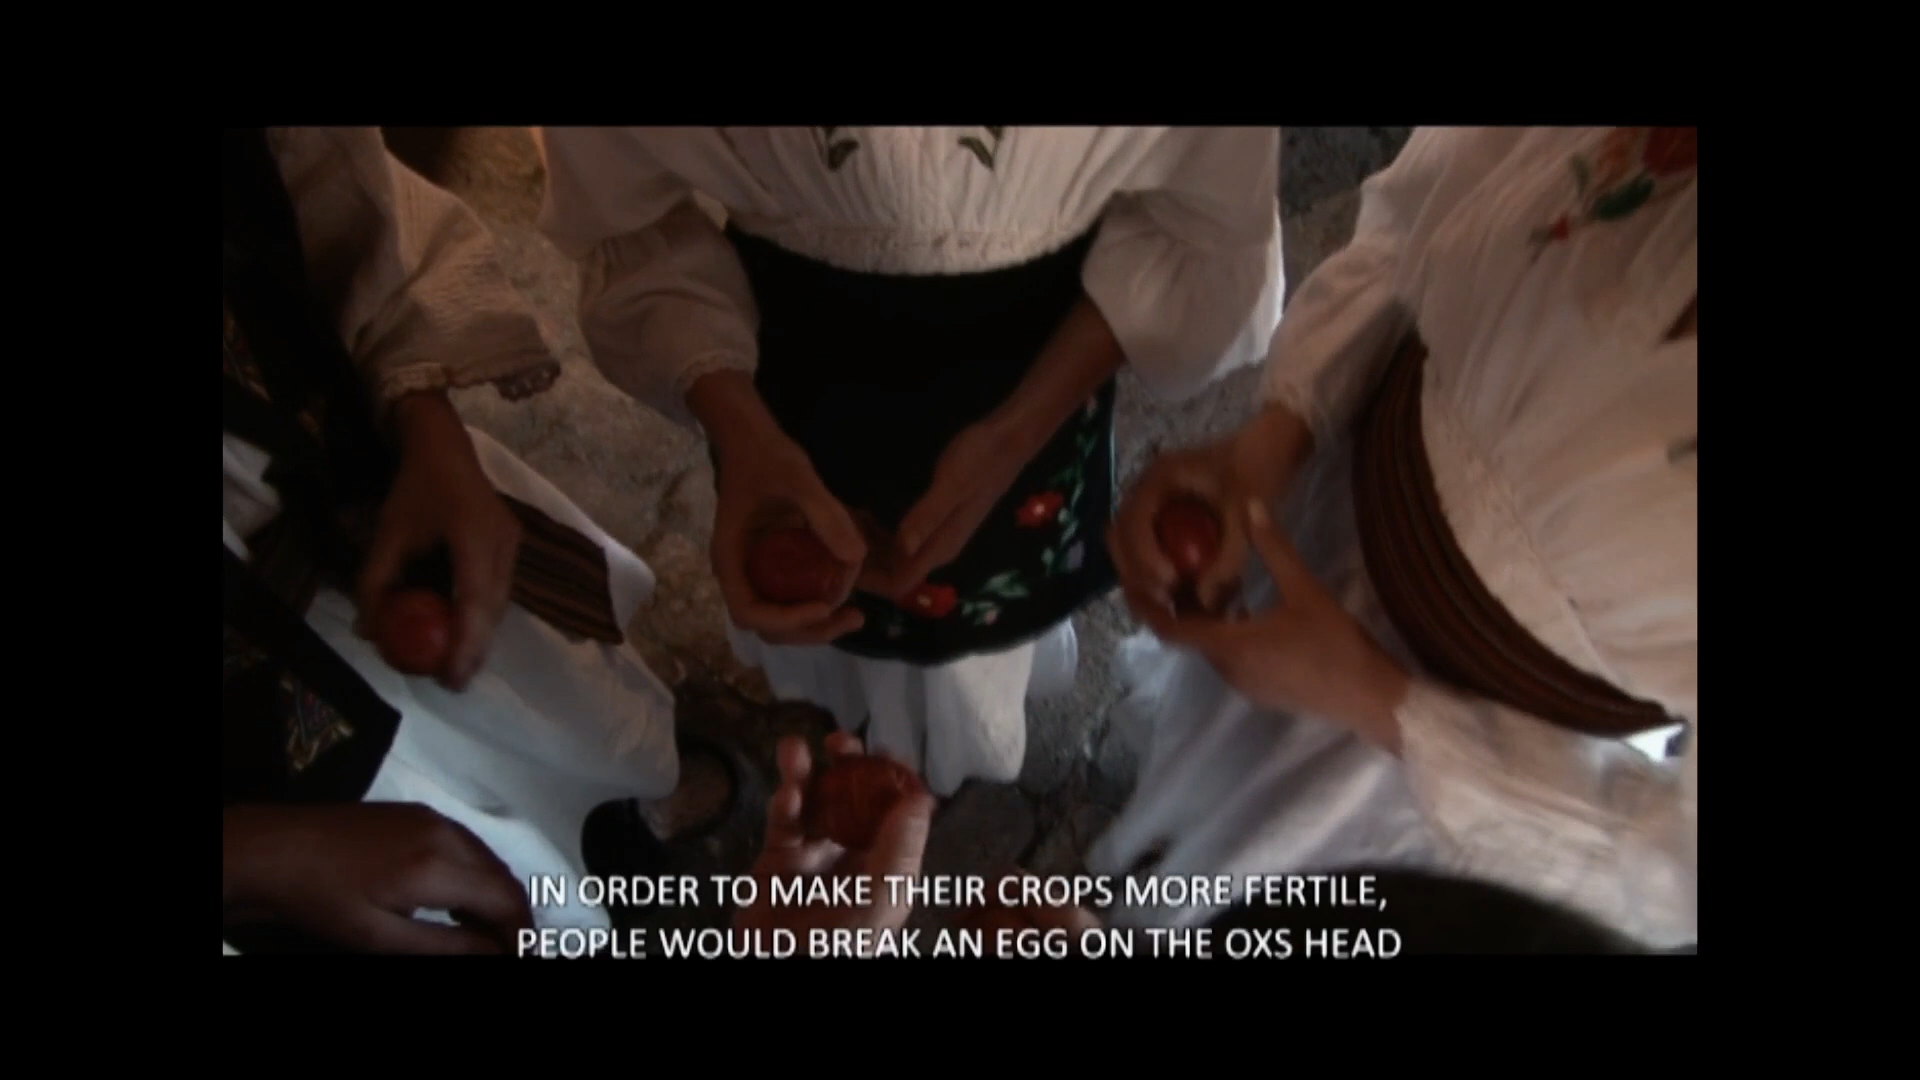 IN ORDER TO MAKE THEIR CROPS MORE FERTILE,
PEOPLE WOULD BREAK AN EGG ON THE OXS HEAD